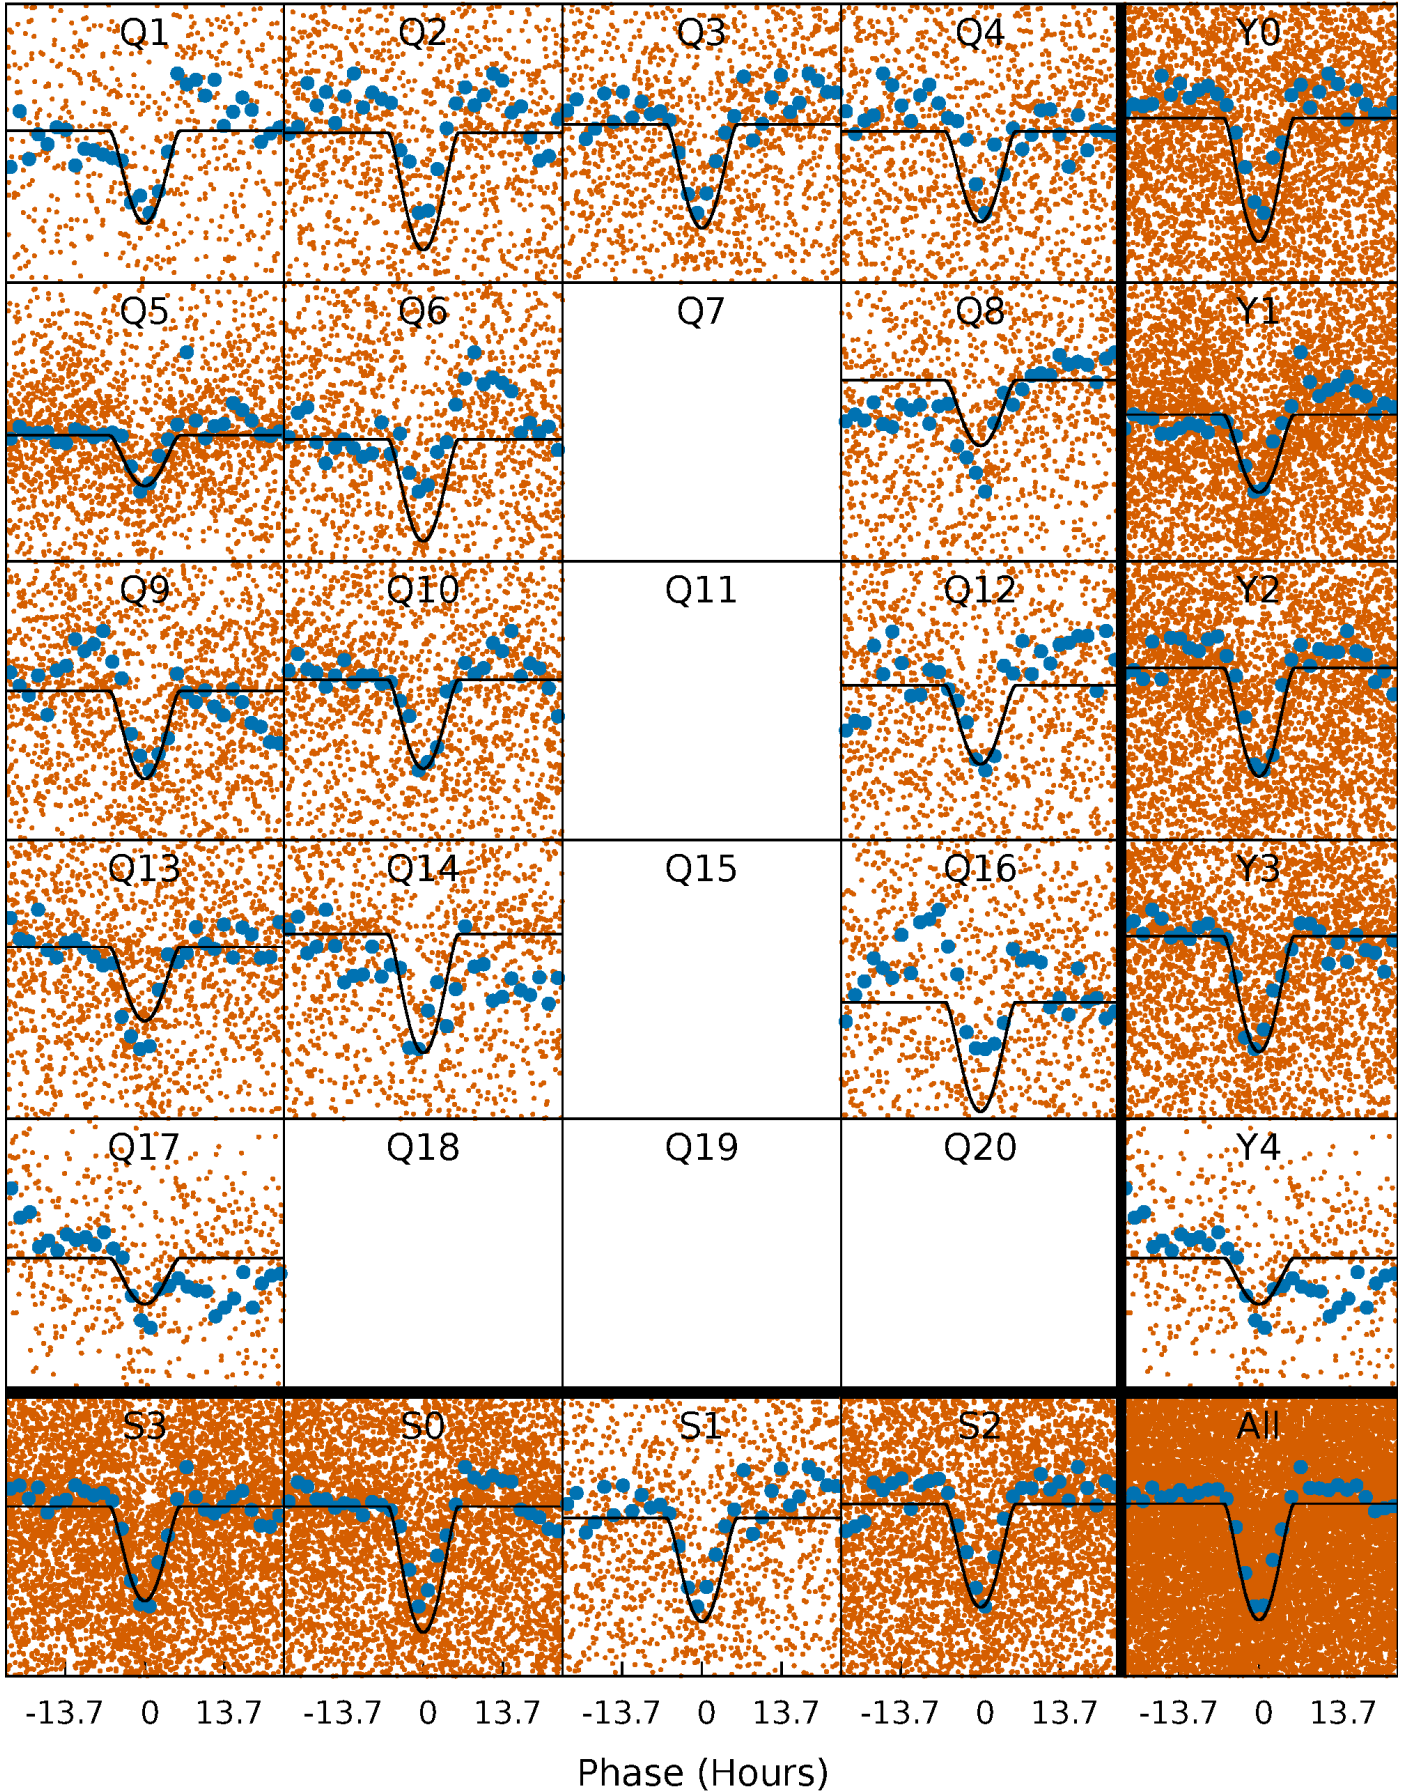 Q1 Q2 Q3 Q4 Y0
Q5 Q6 Q7 Q8 Y1
Q9 Q10 Q11 Q12 Y2
Q13 Q14 Q15 Q16 Y3
Q17 Q18 Q19 Q20 Y4
S3 S0 S1 S2 All
-13.7 0 13.7 -13.7 0 13.7 -13.7 0 13.7 -13.7 0 13.7 -13.7 0 13.7
Phase (Hours)